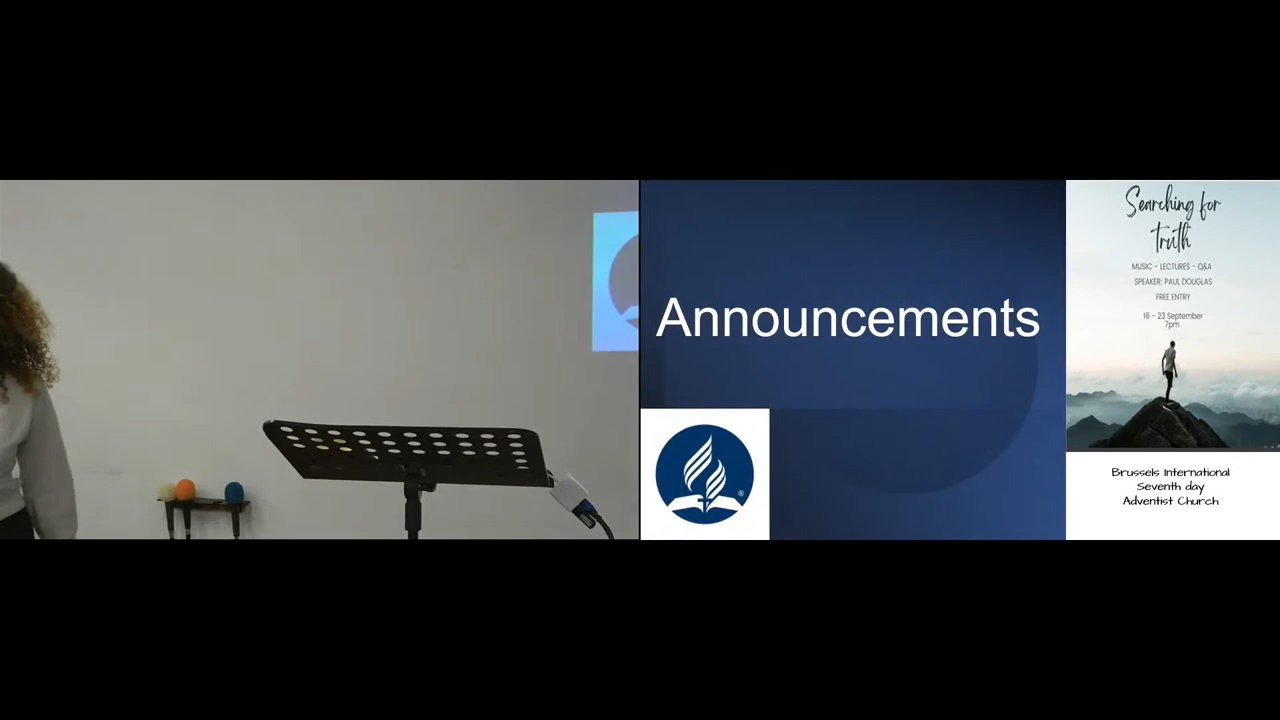 Announcements
Searching for
truth
MUSIC - LECTURES - Q&A
SPEAKER: PAUL DOUGLAS
FREE ENTRY
16 - 23 September
7pm
Brussels International
Seventh day
Adventist Church
®